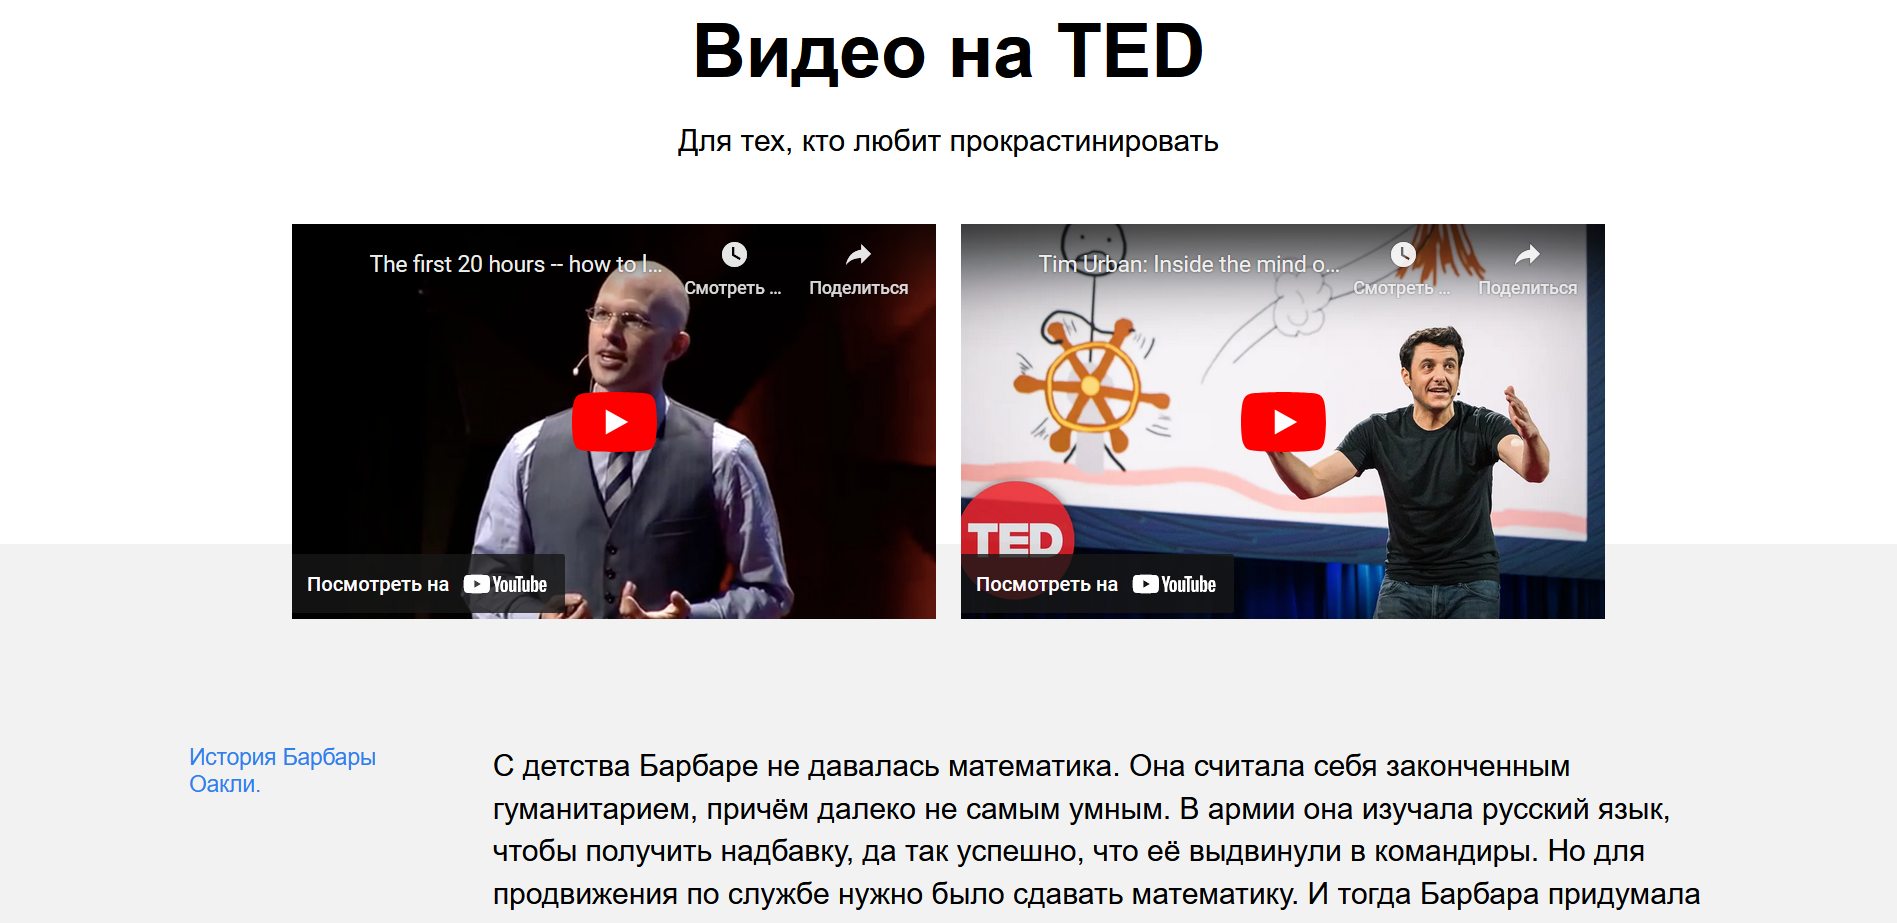 Видео на TED
Для тех, кто любит прокрастинировать
The first 20 hours -- how to l...
Смотреть ...
Поделиться
Посмотреть на YouTube
Tim Urban: Inside the mind o...
Смотреть ...
Поделиться
TED
Посмотреть на YouTube
История Барбары
Оакли.
С детства Барбаре не давалась математика. Она считала себя законченным
гуманитарием, причём далеко не самым умным. В армии она изучала русский язык,
чтобы получить надбавку, да так успешно, что её выдвинули в командиры. Но для
продвижения по службе нужно было сдавать математику. И тогда Барбара придумала